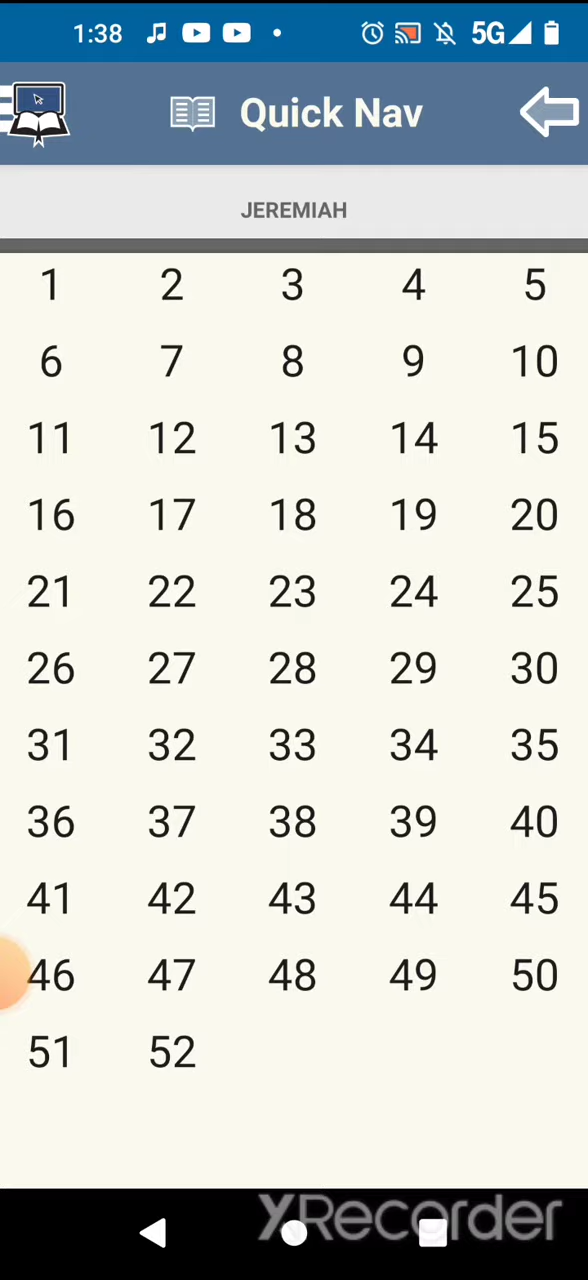 1:38 5G
Quick Nav
JEREMIAH
1 2 3 4 5
6 7 8 9 10
11 12 13 14 15
16 17 18 19 20
21 22 23 24 25
26 27 28 29 30
31 32 33 34 35
36 37 38 39 40
41 42 43 44 45
46 47 48 49 50
51 52
XRecorder